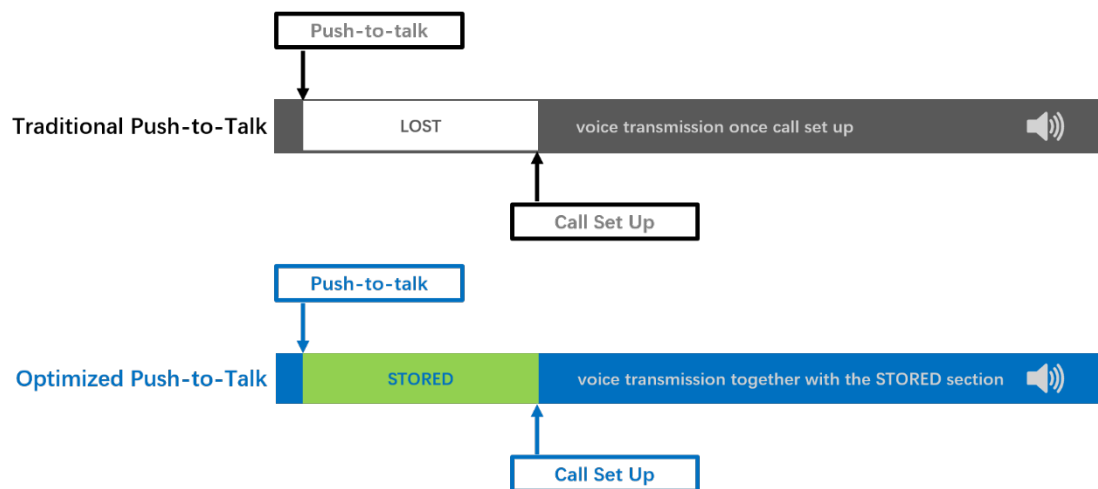 Push-to-talk
Traditional Push-to-Talk
LOST
voice transmission once call set up
Call Set Up
Push-to-talk
Optimized Push-to-Talk
STORED
voice transmission together with the STORED section
Call Set Up